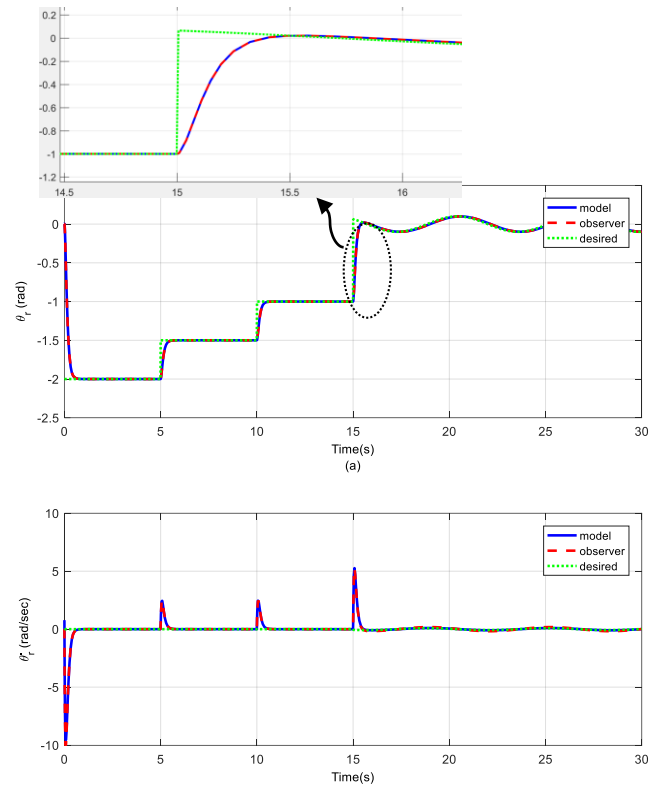 0.2
0
-0.2
-0.4
-0.6
-0.8
-1
-1.2
14.5 15 15.5 16
0
-0.5
-1
-1.5
-2
-2.5
θr (rad)
model
observer
desired
0 5 10 15 20 25 30
Time(s)
(a)
10
5
0
-5
-10
θ̇r (rad/sec)
model
observer
desired
0 5 10 15 20 25 30
Time(s)